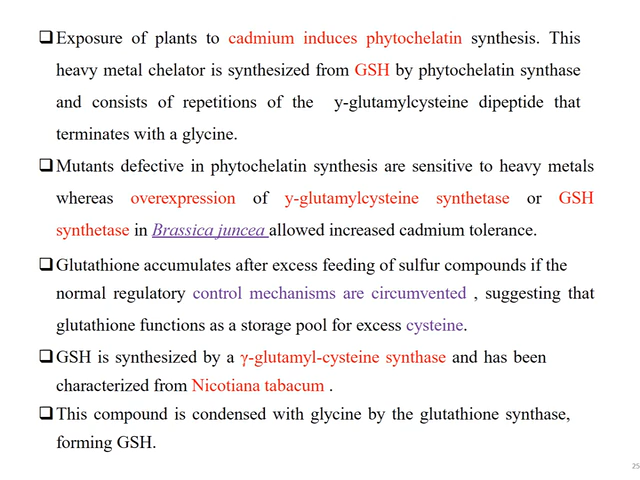 ❑Exposure of plants to cadmium induces phytochelatin synthesis. This
heavy metal chelator is synthesized from GSH by phytochelatin synthase
and consists of repetitions of the y-glutamylcysteine dipeptide that
terminates with a glycine.
❑Mutants defective in phytochelatin synthesis are sensitive to heavy metals
whereas overexpression of y-glutamylcysteine synthetase or GSH
synthetase in Brassica juncea allowed increased cadmium tolerance.
❑Glutathione accumulates after excess feeding of sulfur compounds if the
normal regulatory control mechanisms are circumvented , suggesting that
glutathione functions as a storage pool for excess cysteine.
❑GSH is synthesized by a γ-glutamyl-cysteine synthase and has been
characterized from Nicotiana tabacum .
❑This compound is condensed with glycine by the glutathione synthase,
forming GSH.
25